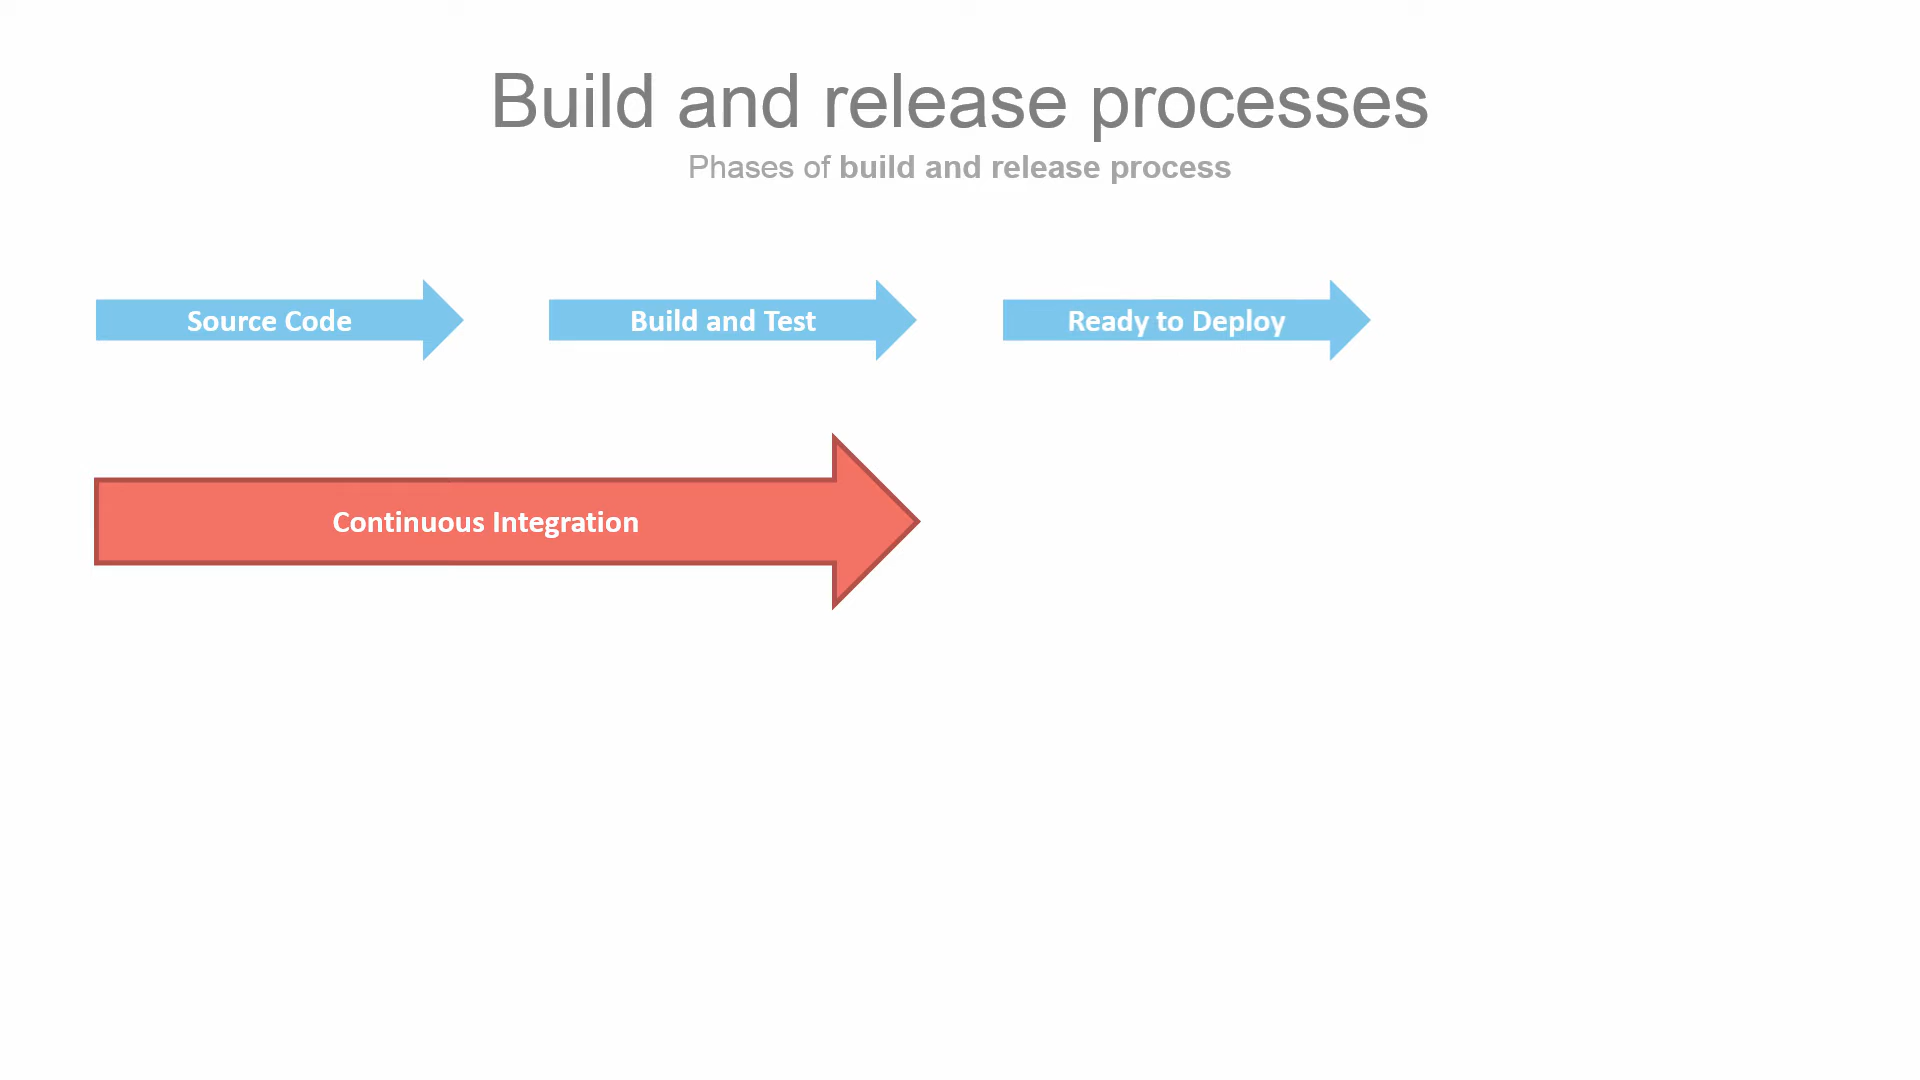 Build and release processes
Phases of build and release process
Source Code
Build and Test
Ready to Deploy
Continuous Integration